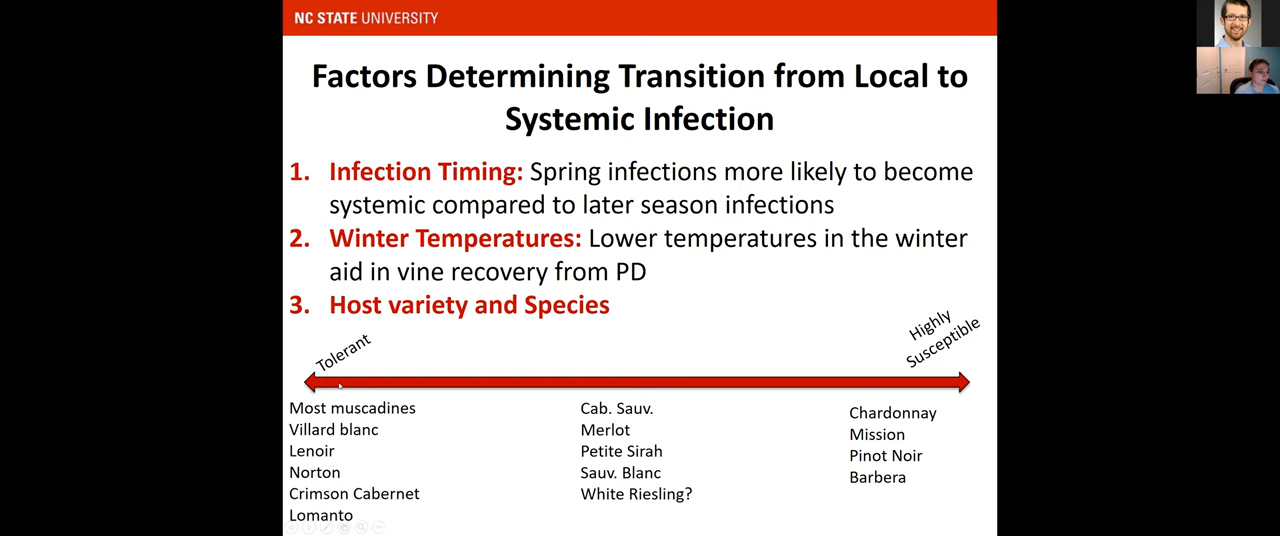 NC STATE UNIVERSITY
Factors Determining Transition from Local to
Systemic Infection
1. Infection Timing: Spring infections more likely to become
systemic compared to later season infections
2. Winter Temperatures: Lower temperatures in the winter
aid in vine recovery from PD
3. Host variety and Species
Tolerant
Highly
Susceptible
Most muscadines
Villard blanc
Lenoir
Norton
Crimson Cabernet
Lomanto
Cab. Sauv.
Merlot
Petite Sirah
Sauv. Blanc
White Riesling?
Chardonnay
Mission
Pinot Noir
Barbera